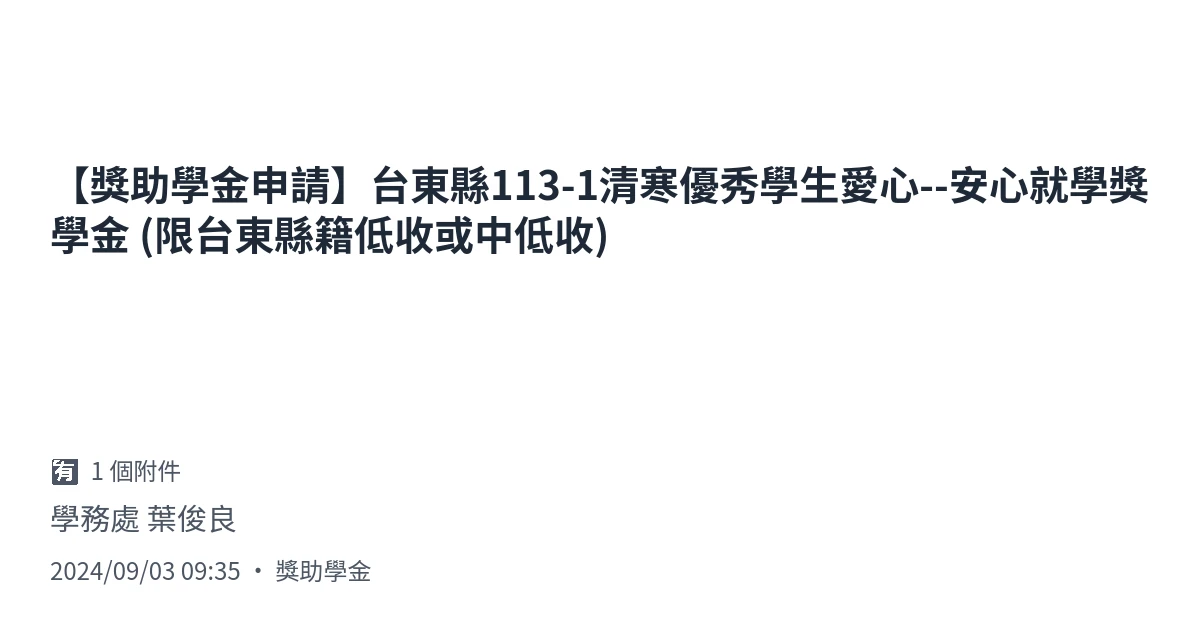 【獎助學金申請】台東縣113-1清寒優秀學生愛心--安心就學獎
學金 (限台東縣籍低收或中低收)
有 1 個附件
學務處 葉俊良
2024/09/03 09:35 • 獎助學金